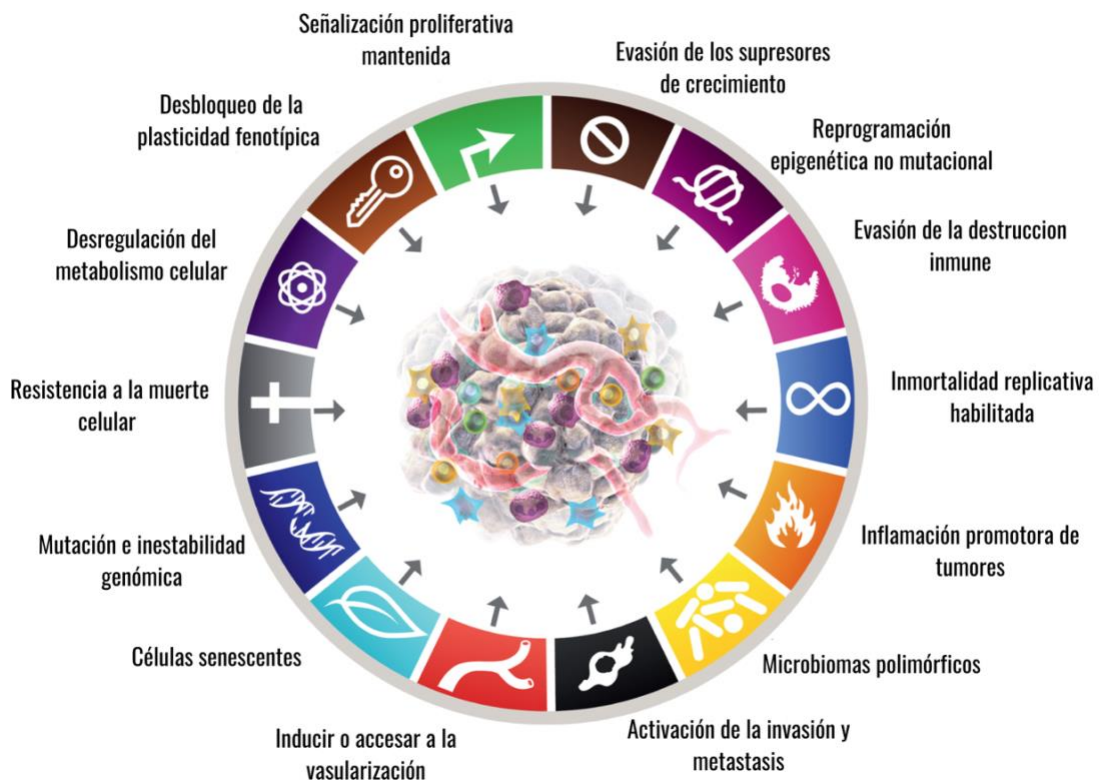 Señalización proliferativa
mantenida
Evasión de los supresores
de crecimiento
Desbloqueo de la
plasticidad fenotípica
Reprogramación
epigenética no mutacional
Desregulación del
metabolismo celular
Evasión de la destruccion
inmune
Resistencia a la muerte
celular
Inmortalidad replicativa
habilitada
Mutación e inestabilidad
genómica
Inflamación promotora de
tumores
Células senescentes
Microbiomas polimórficos
Inducir o accesar a la
vasularización
Activación de la invasión y
metastasis